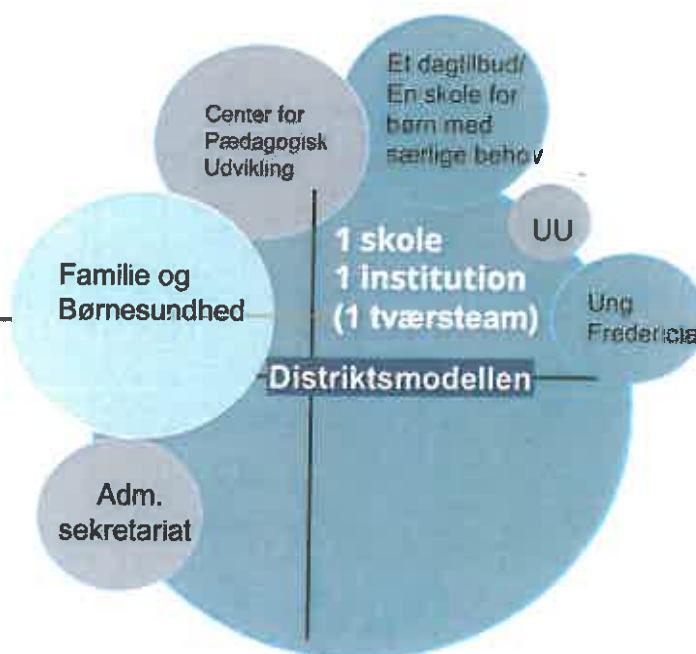 Center for
Pædagogisk
Udvikling
Et dagtilbud/
En skole for
børn med
særlige behov
UU
1 skole
1 institution
(1 tværsteam)
Familie og
Børnesundhed
Ung
Fredericia
Distriktsmodellen
Adm.
sekretariat